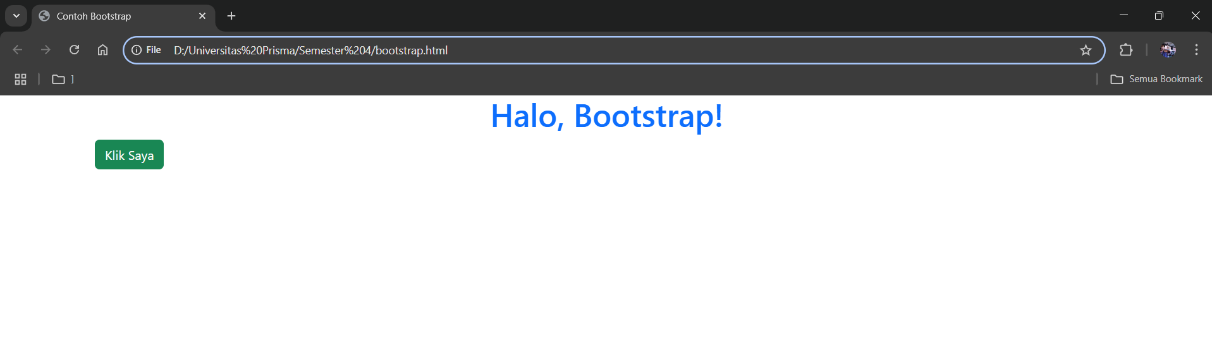 Contoh Bootstrap
File D:/Universitas%20Prisma/Semester%204/bootstrap.html
1 Semua Bookmark
Halo, Bootstrap!
Klik Saya